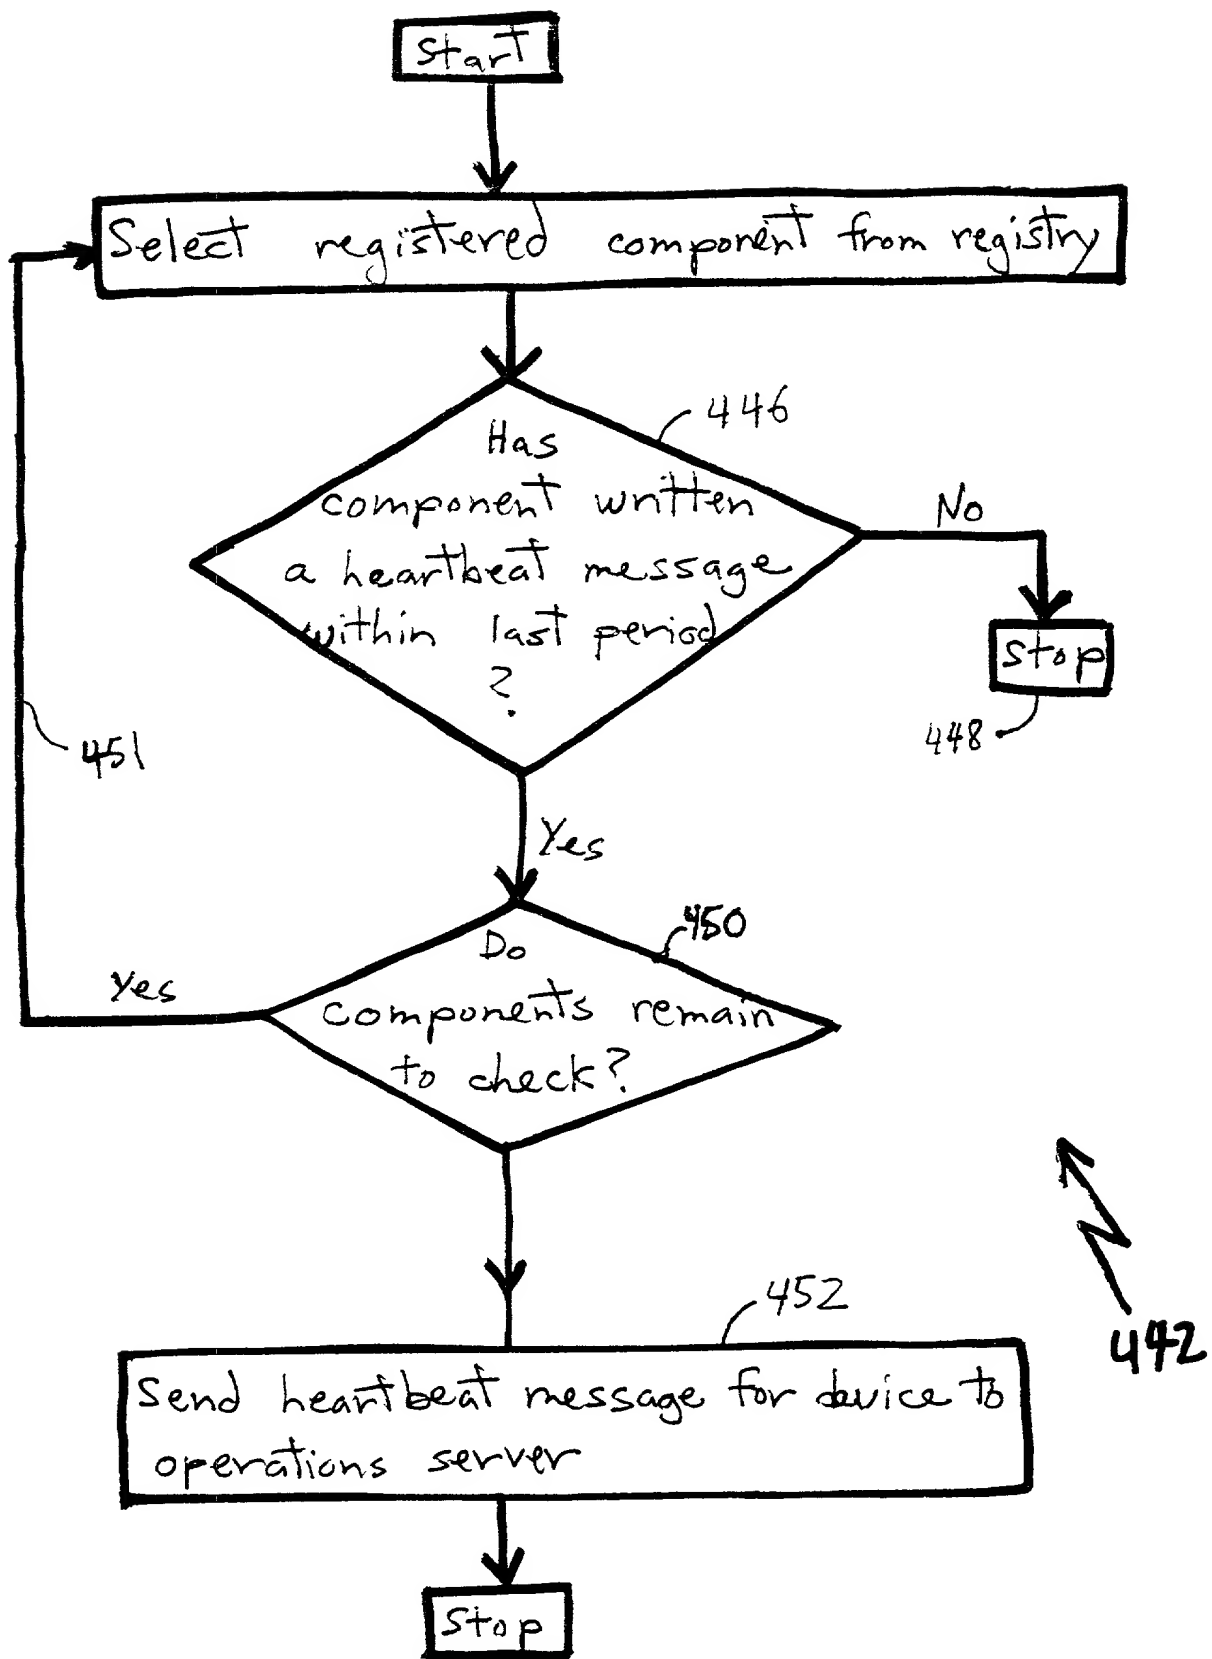 Start
Select registered component from registry
446
Has
component written
a heartbeat message
within last period
?
No
Stop
448
451
Yes
450
Do
components remain
to check?
Yes
442
452
Send heartbeat message for device to
operations server
Stop